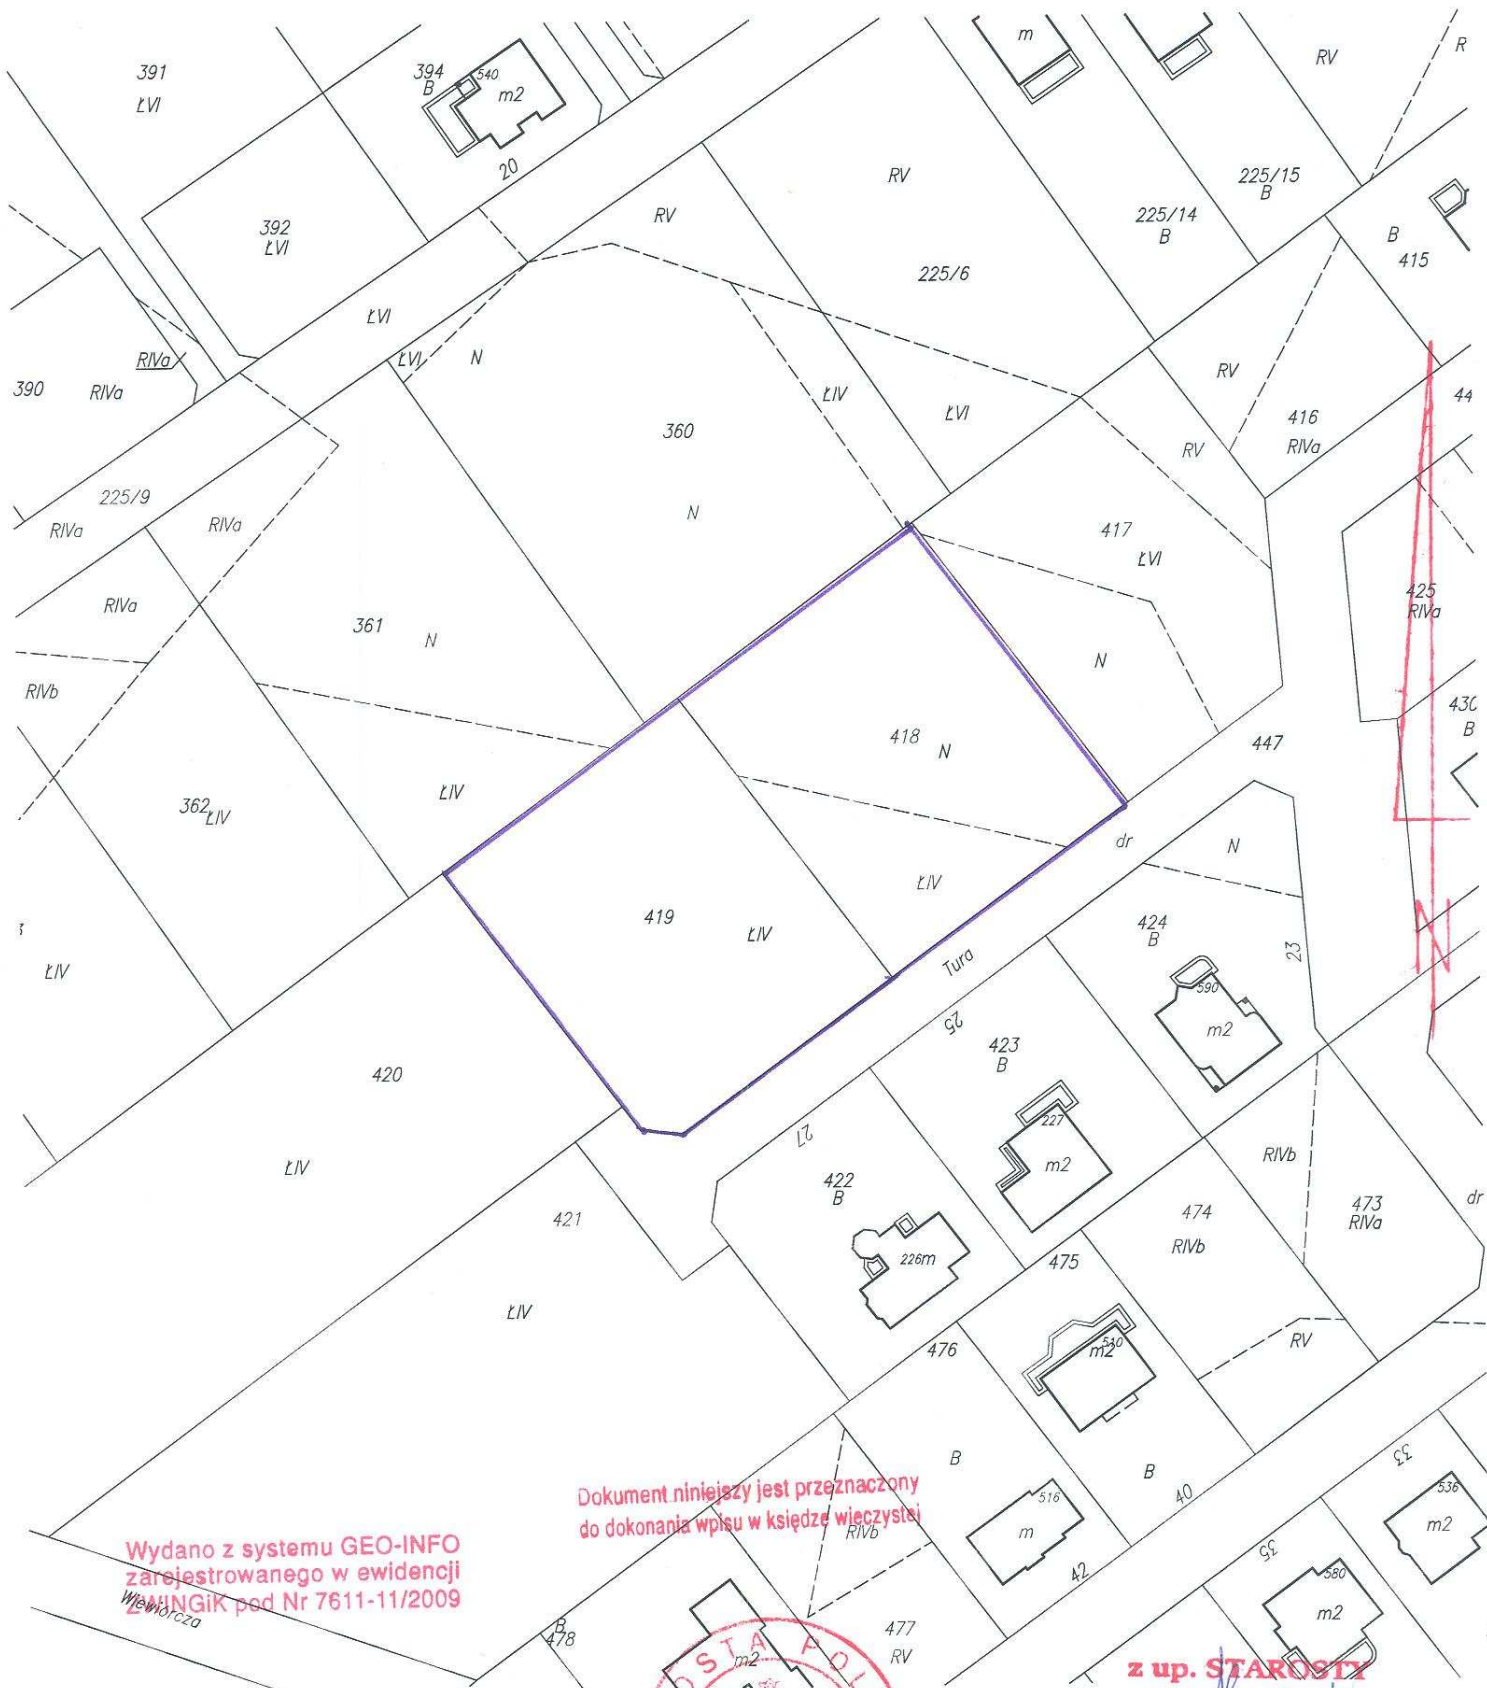 391
ŁVI
394
B
540
m2
20
m
RV
R
392
ŁVI
RV
RV
225/15
B
225/14
B
B
415
225/6
ŁVI
RIVa
390
RIVa
ŁVI
N
360
ŁIV
ŁVI
RV
RV
416
RIVa
44
225/9
RIVa
RIVa
N
417
ŁVI
RIVa
361
N
425
RIVa
RIVb
N
418
N
447
430
B
362
ŁIV
ŁIV
dr
N
ŁIV
419
ŁIV
424
B
23
N
ŁIV
Tura
590
m2
25
423
B
420
27
227
m2
ŁIV
422
B
RIVb
421
474
473
RIVa
dr
RIVb
226m
475
ŁIV
476
510
m2
RV
B
B
40
33
Dokument niniejszy jest przeznaczony
do dokonania wpisu w księdze wieczystej
RIVb
516
m
536
m2
Wydano z systemu GEO-INFO
zarejestrowanego w ewidencji
ZWINGiK pod Nr 7611-11/2009
Wiewiórcza
42
35
580
m2
B
478
477
RV
m2
OSTA POL
z up. STAROSTY